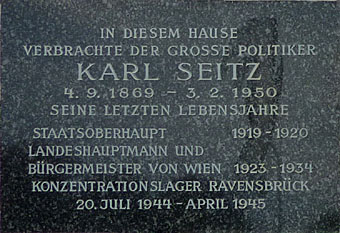 IN DIESEM HAUSE
VERBRACHTE DER GROSSE POLITIKER
KARL SEITZ
4. 9. 1869 – 3. 2. 1950
SEINE LETZTEN LEBENSJAHRE
STAATSOBERHAUPT 1919 – 1920
LANDESHAUPTMANN UND
BÜRGERMEISTER VON WIEN 1923 – 1934
KONZENTRATIONSLAGER RAVENSBRÜCK
20. JULI 1944 – APRIL 1945